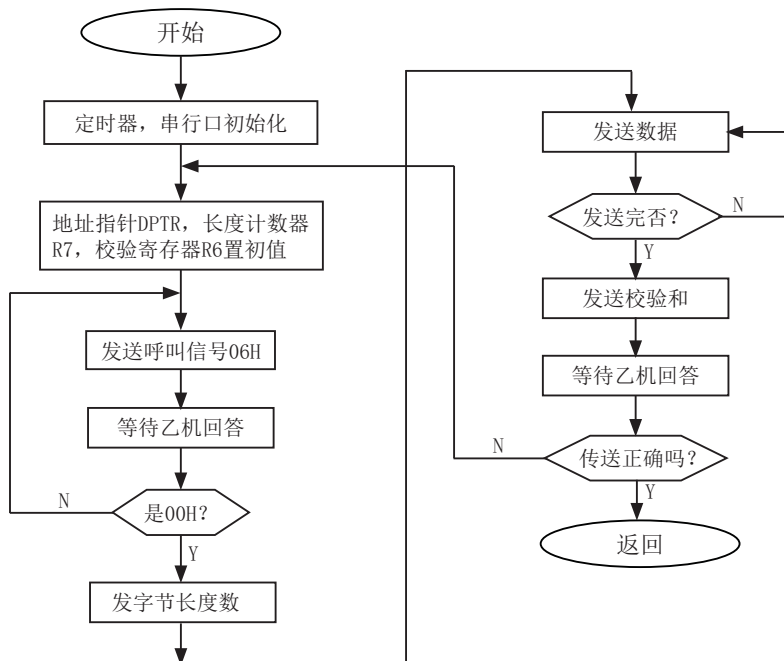 开始
定时器，串行口初始化
地址指针DPTR，长度计数器
R7，校验寄存器R6置初值
发送呼叫信号06H
等待乙机回答
是00H？
N
Y
发字节长度数
发送数据
发送完否？
N
Y
发送校验和
等待乙机回答
传送正确吗？
N
Y
返回